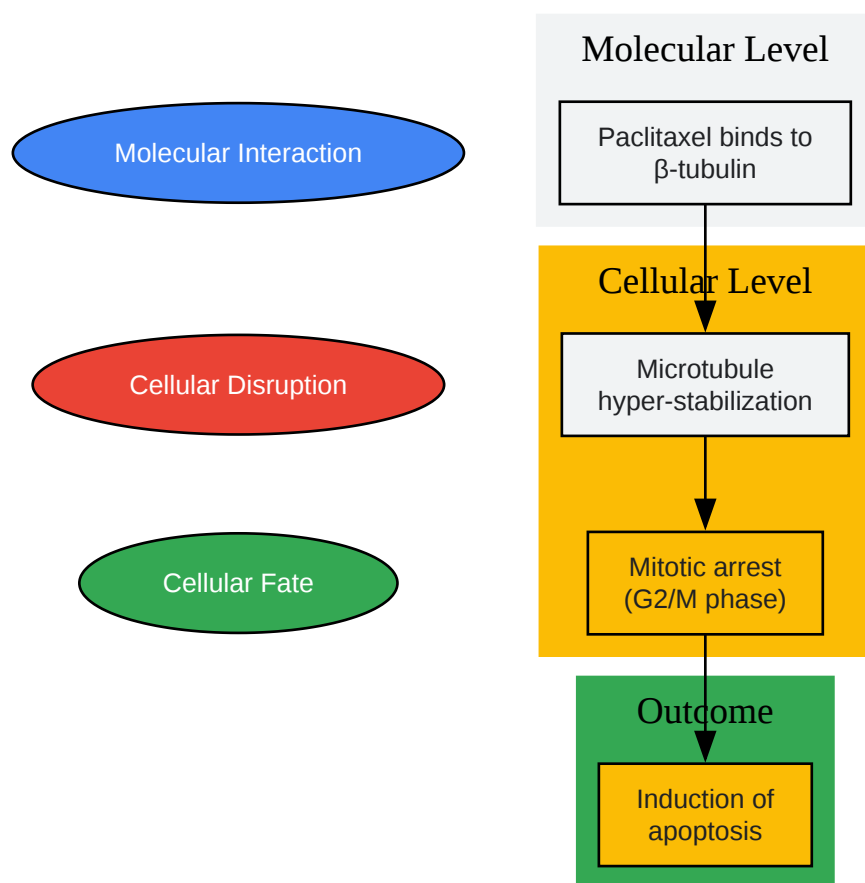 Molecular Level
Molecular Interaction
Paclitaxel binds to
β-tubulin
Cellular Level
Cellular Disruption
Microtubule
hyper-stabilization
Cellular Fate
Mitotic arrest
(G2/M phase)
Outcome
Induction of
apoptosis